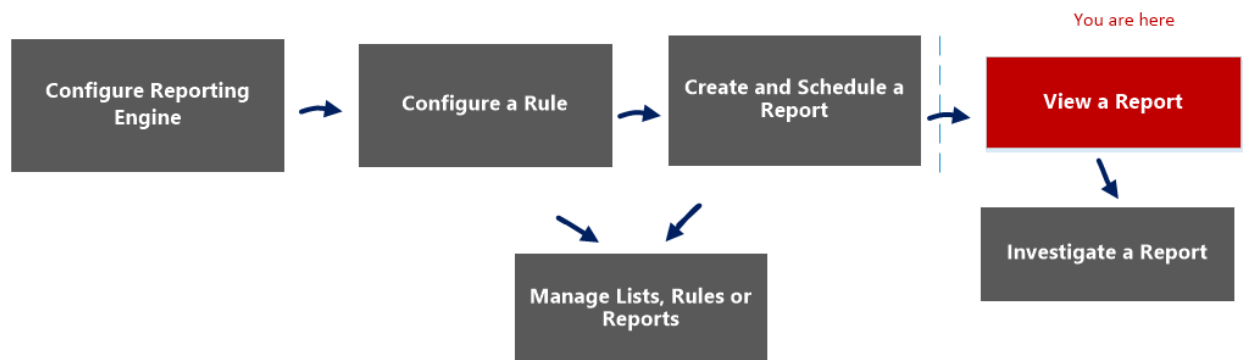 You are here
Configure Reporting
Engine
Configure a Rule
Create and Schedule a
Report
View a Report
Manage Lists, Rules or
Reports
Investigate a Report